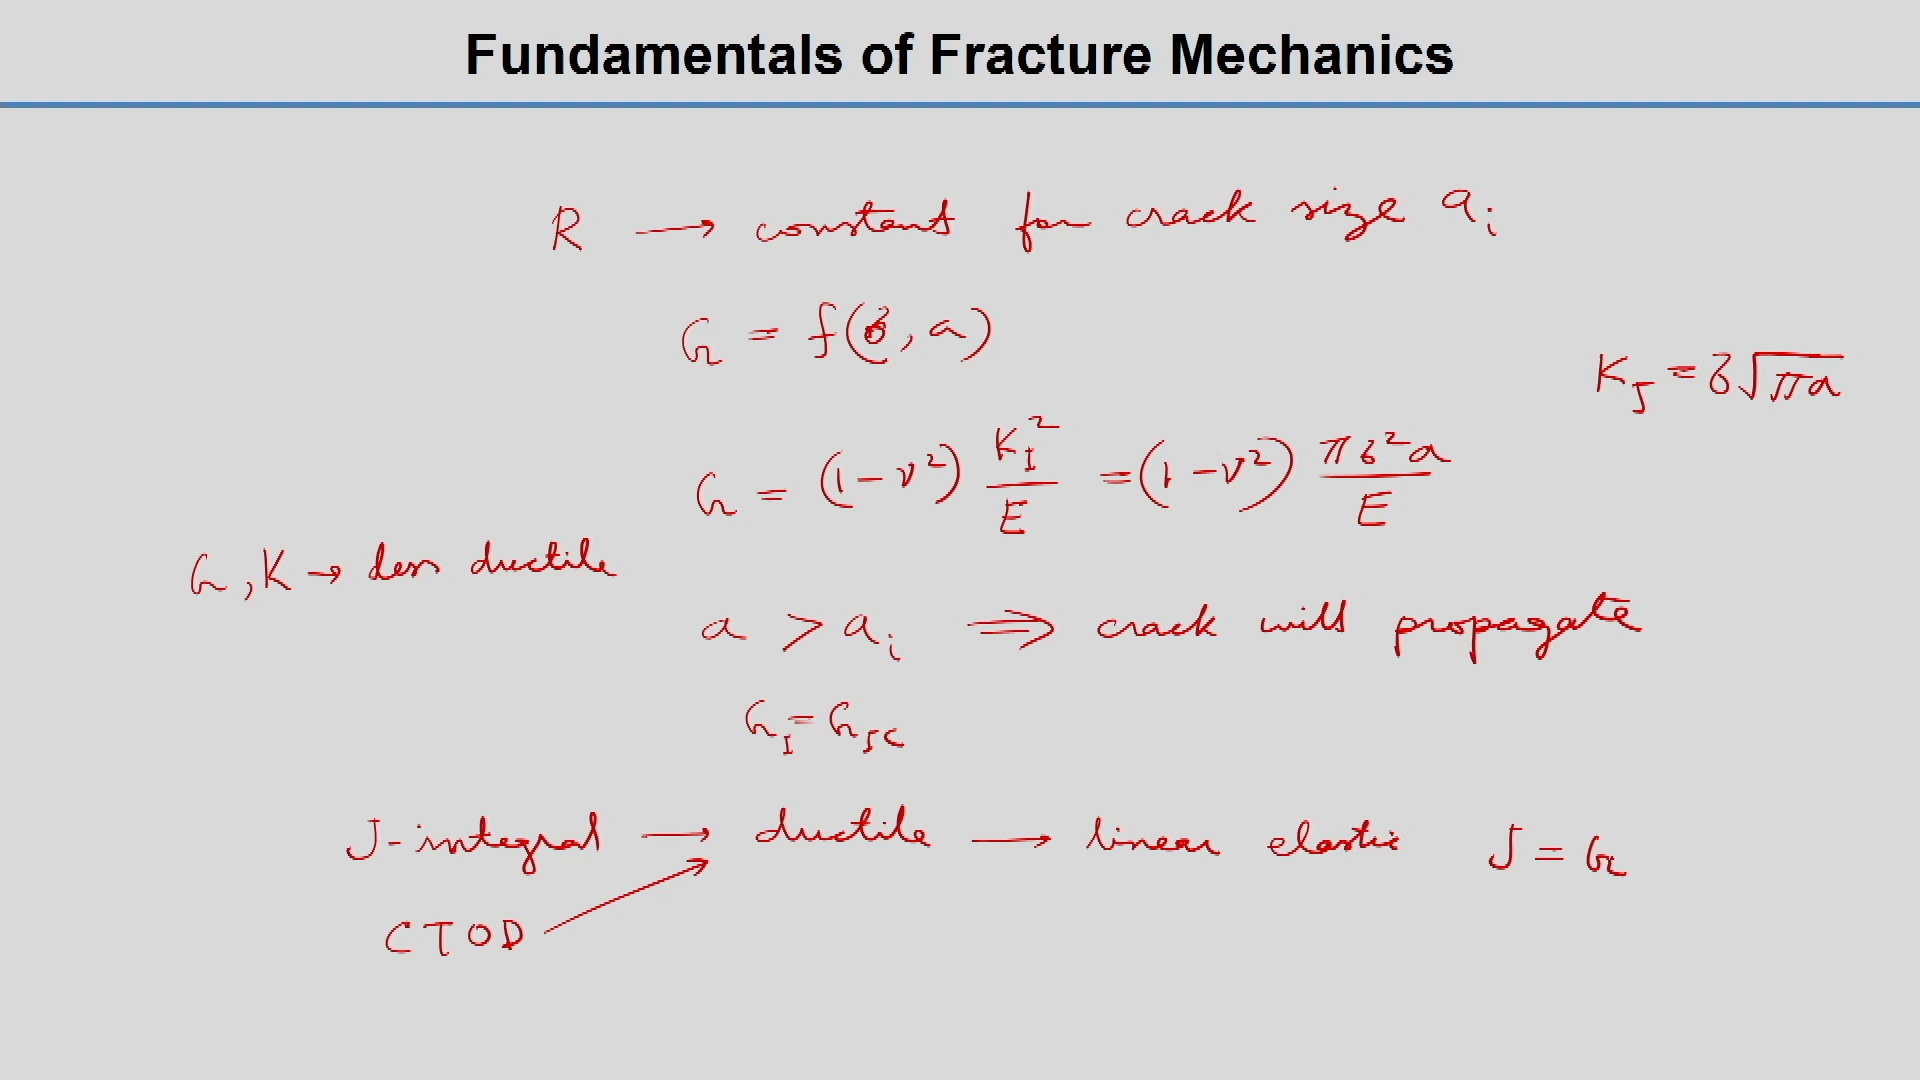 Fundamentals of Fracture Mechanics
R → constant for crack size aᵢ
G = f(σ, a)
K_I = σ√(πa)
G = (1-ν²) K_I²/E = (1-ν²) πσ²a/E
G, K → less ductile
a > aᵢ ⇒ crack will propagate
G_I = G_IC
J-integral → ductile → linear elastic J = G
CTOD